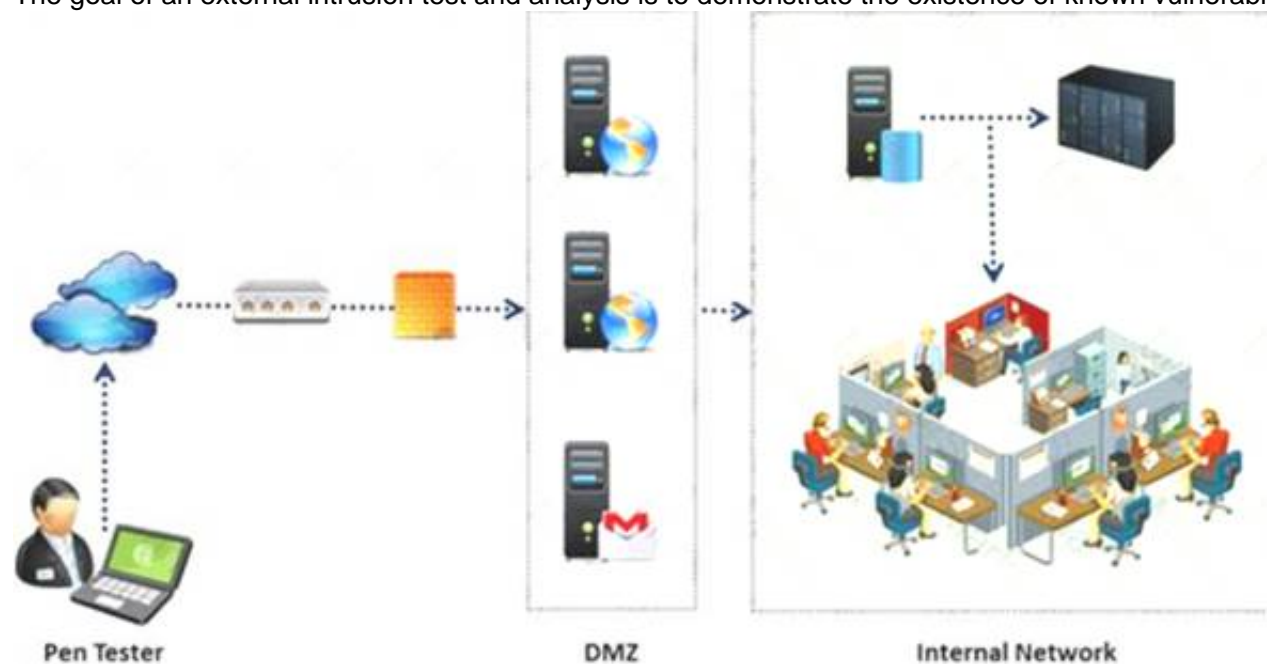 The goal of an external intrusion test and analysis is to demonstrate the existence of known
Pen Tester
DMZ
Internal Network